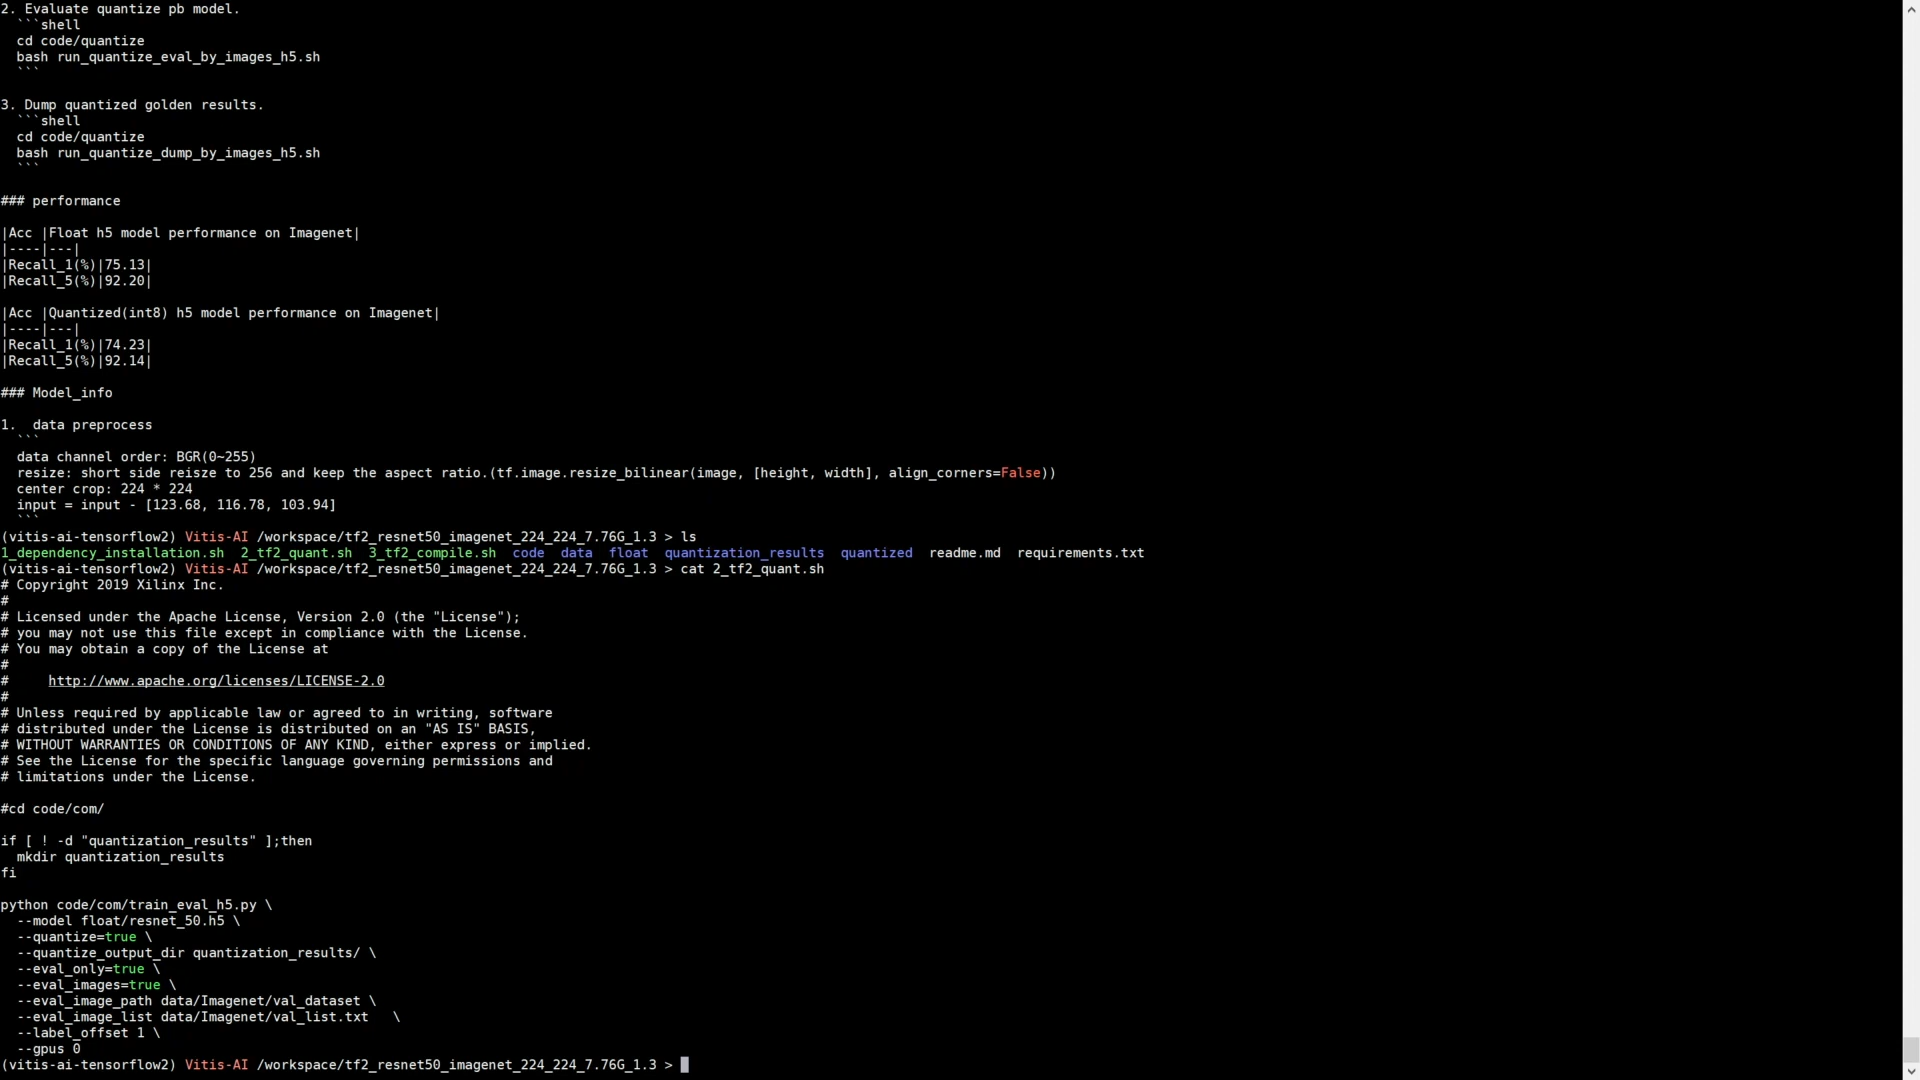 2. Evaluate quantize pb model.
```shell
cd code/quantize
bash run_quantize_eval_by_images_h5.sh
```
3. Dump quantized golden results.
```shell
cd code/quantize
bash run_quantize_dump_by_images_h5.sh
```
### performance
|Acc |Float h5 model performance on Imagenet|
|----|---|
|Recall_1(%)|75.13|
|Recall_5(%)|92.20|
|Acc |Quantized(int8) h5 model performance on Imagenet|
|----|---|
|Recall_1(%)|74.23|
|Recall_5(%)|92.14|
### Model_info
1.  data preprocess
```
data channel order: BGR(0~255)
resize: short side reisze to 256 and keep the aspect ratio.(tf.image.resize_bilinear(image, [height, width], align_corners=False))
center crop: 224 * 224
input = input - [123.68, 116.78, 103.94]
```
(vitis-ai-tensorflow2) Vitis-AI /workspace/tf2_resnet50_imagenet_224_224_7.76G_1.3 > ls
1_dependency_installation.sh  2_tf2_quant.sh  3_tf2_compile.sh  code  data  float  quantization_results  quantized  readme.md  requirements.txt
(vitis-ai-tensorflow2) Vitis-AI /workspace/tf2_resnet50_imagenet_224_224_7.76G_1.3 > cat 2_tf2_quant.sh
# Copyright 2019 Xilinx Inc.
#
# Licensed under the Apache License, Version 2.0 (the "License");
# you may not use this file except in compliance with the License.
# You may obtain a copy of the License at
#
#     http://www.apache.org/licenses/LICENSE-2.0
#
# Unless required by applicable law or agreed to in writing, software
# distributed under the License is distributed on an "AS IS" BASIS,
# WITHOUT WARRANTIES OR CONDITIONS OF ANY KIND, either express or implied.
# See the License for the specific language governing permissions and
# limitations under the License.
#cd code/com/
if [ ! -d "quantization_results" ];then
  mkdir quantization_results
fi
python code/com/train_eval_h5.py \
  --model float/resnet_50.h5 \
  --quantize=true \
  --quantize_output_dir quantization_results/ \
  --eval_only=true \
  --eval_images=true \
  --eval_image_path data/Imagenet/val_dataset \
  --eval_image_list data/Imagenet/val_list.txt   \
  --label_offset 1 \
  --gpus 0
(vitis-ai-tensorflow2) Vitis-AI /workspace/tf2_resnet50_imagenet_224_224_7.76G_1.3 >